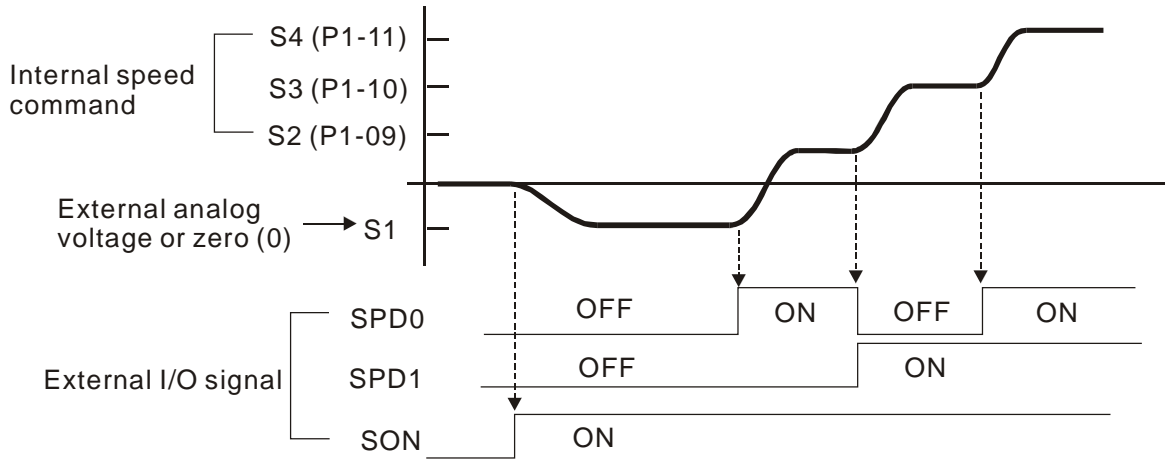 S4 (P1-11)
Internal speed
command
S3 (P1-10)
S2 (P1-09)
External analog
voltage or zero (0)
S1
SPD0
OFF
ON
OFF
ON
External I/O signal
SPD1
OFF
ON
SON
ON